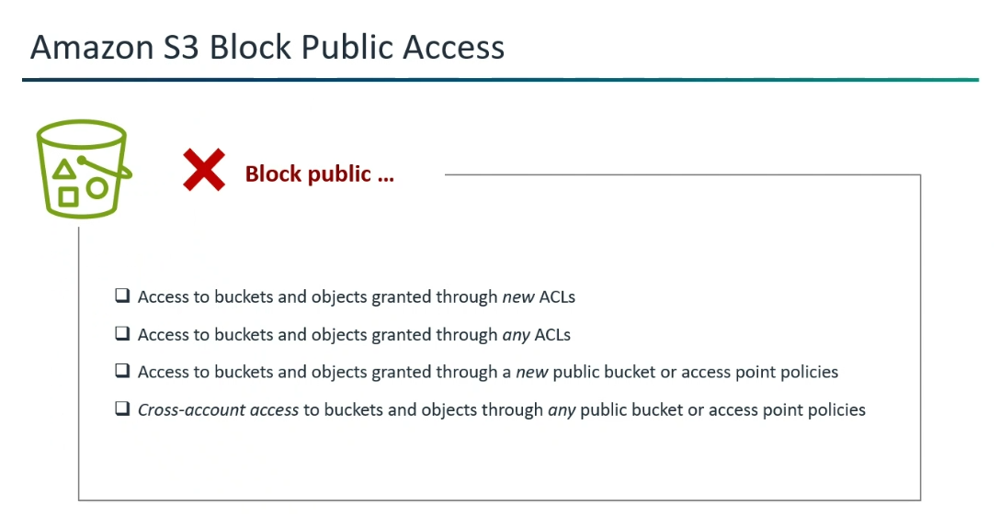 Amazon S3 Block Public Access
Block public ...
❑ Access to buckets and objects granted through new ACLs
❑ Access to buckets and objects granted through any ACLs
❑ Access to buckets and objects granted through a new public bucket or access point policies
❑ Cross-account access to buckets and objects through any public bucket or access point policies